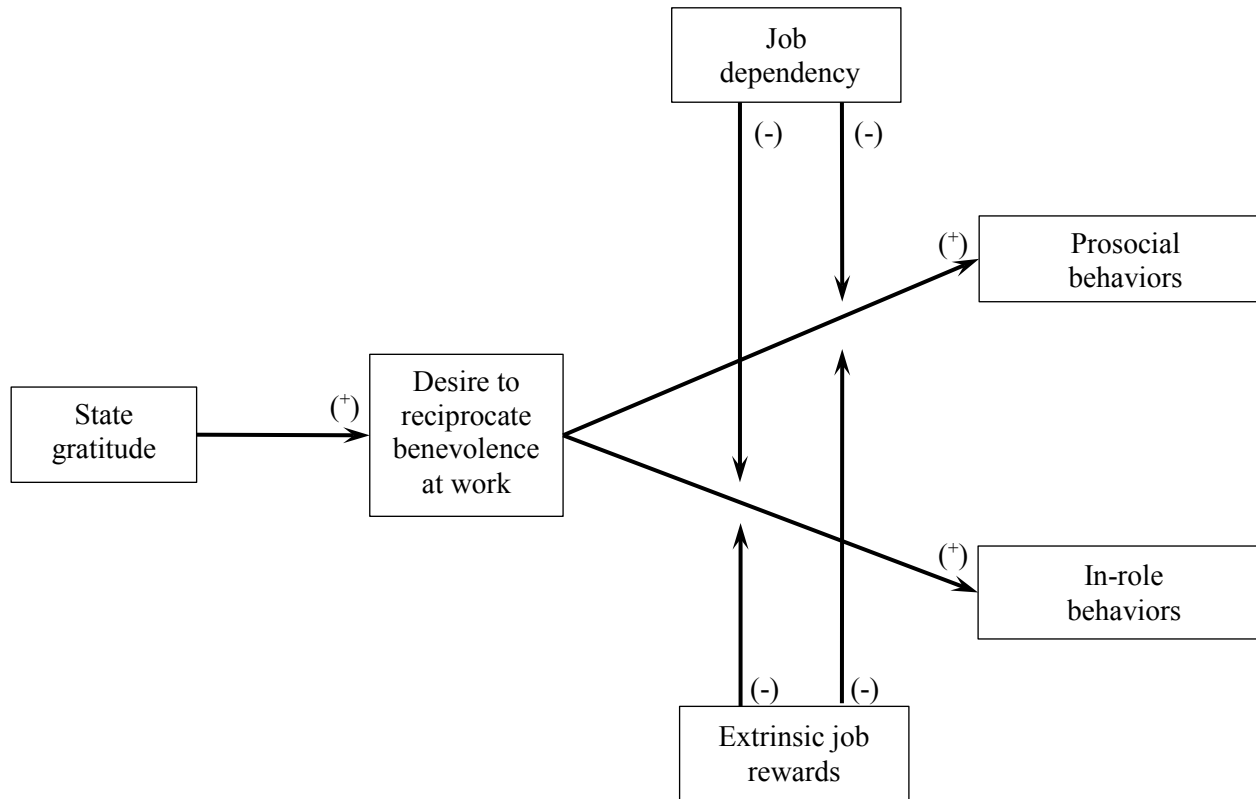 Job
dependency
(-)
(-)
(+)
Prosocial
behaviors
State
gratitude
(+)
Desire to
reciprocate
benevolence
at work
(+)
In-role
behaviors
(-)
(-)
Extrinsic job
rewards